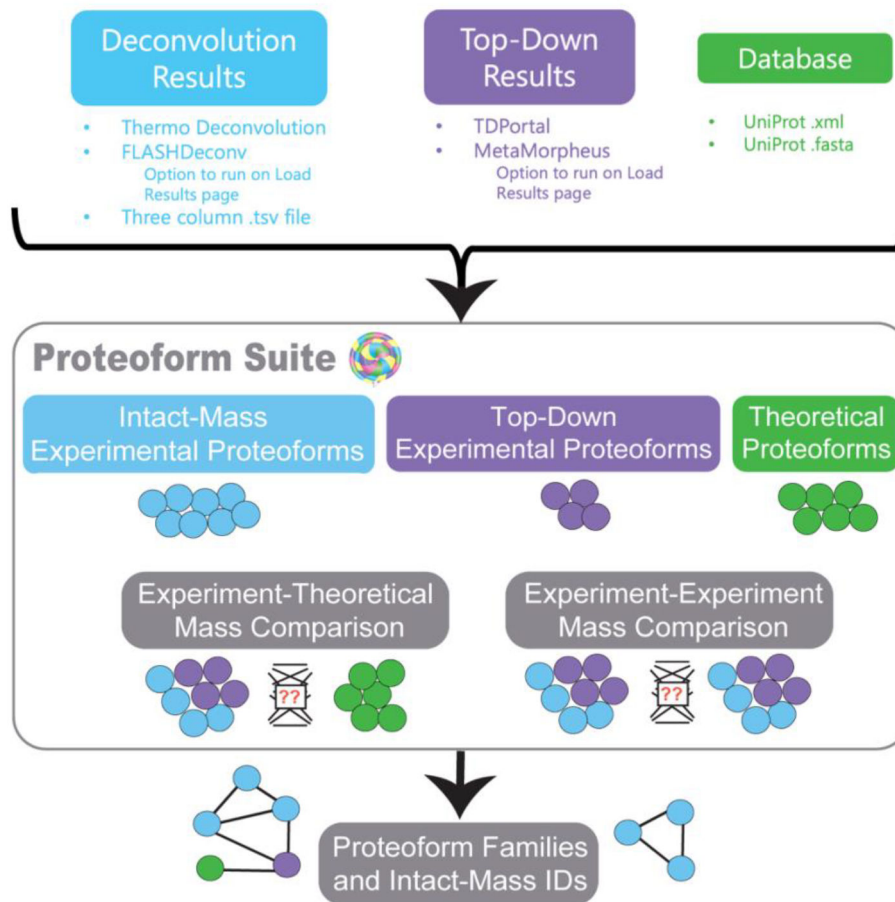 Deconvolution
Results
• Thermo Deconvolution
• FLASHDeconv
Option to run on Load
Results page
• Three column .tsv file
Top-Down
Results
• TDPortal
• MetaMorpheus
Option to run on Load
Results page
Database
• UniProt .xml
• UniProt .fasta
Proteoform Suite
Intact-Mass
Experimental Proteoforms
Top-Down
Experimental Proteoforms
Theoretical
Proteoforms
Experiment-Theoretical
Mass Comparison
??
Experiment-Experiment
Mass Comparison
??
Proteoform Families
and Intact-Mass IDs